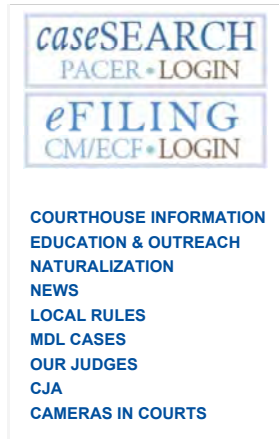 caseSEARCH
PACER•LOGIN
eFILING
CM/ECF•LOGIN
COURTHOUSE INFORMATION
EDUCATION & OUTREACH
NATURALIZATION
NEWS
LOCAL RULES
MDL CASES
OUR JUDGES
CJA
CAMERAS IN COURTS